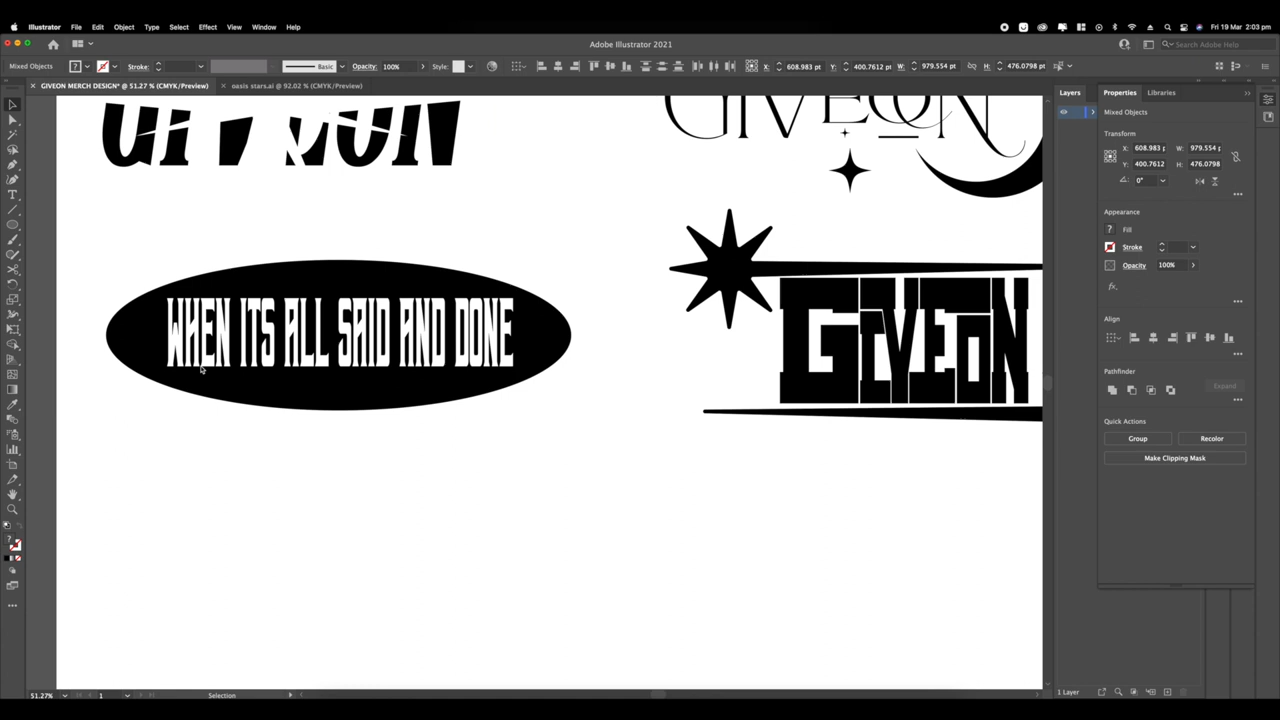 Illustrator File Edit Object Type Select Effect View Window Help Fri 19 Mar 2:03 pm
Adobe Illustrator 2021 Search Adobe Help
Mixed Objects ? Stroke: Basic Opacity: 100% Style: X: 608.983 pt Y: 400.7612 W: 979.554 pt H: 476.0798
× GIVEON MERCH DESIGN* @ 51.27 % (CMYK/Preview) × oasis stars.ai @ 92.02 % (CMYK/Preview)
Layers Properties Libraries
Mixed Objects
Transform
X: 608.983 p W: 979.554 p
Y: 400.7612 H: 476.0798
0°
Appearance
? Fill
Stroke
Opacity 100%
fx.
Align
Pathfinder
Expand
Quick Actions
Group Recolor
Make Clipping Mask
GIVEON
GIVEON
WHEN ITS ALL SAID AND DONE
GIVEON
51.27% 1 Selection
1 Layer